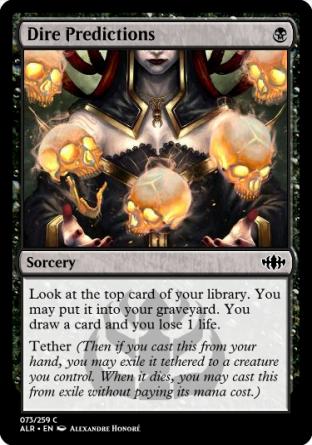 Dire Predictions
Sorcery
Look at the top card of your library. You
may put it into your graveyard. You
draw a card and you lose 1 life.
Tether (Then if you cast this from your
hand, you may exile it tethered to a creature
you control. When it dies, you may cast this
from exile without paying its mana cost.)
073/259 C
ALR • EN Alexandre Honoré